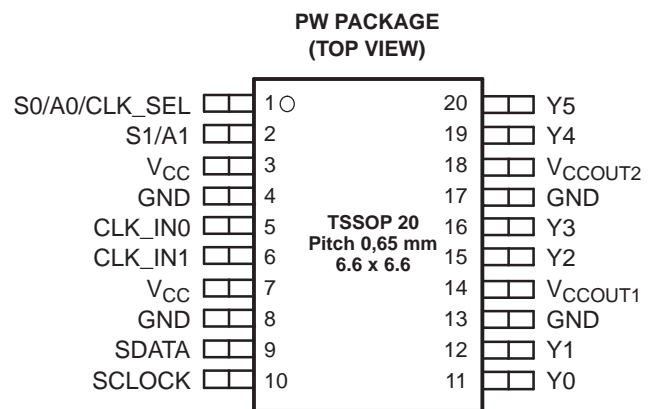 PW PACKAGE
(TOP VIEW)
S0/A0/CLK_SEL 1 20 Y5
S1/A1 2 19 Y4
VCC 3 18 VCCOUT2
GND 4 17 GND
CLK_IN0 5 TSSOP 20 16 Y3
Pitch 0,65 mm
CLK_IN1 6 6.6 x 6.6 15 Y2
VCC 7 14 VCCOUT1
GND 8 13 GND
SDATA 9 12 Y1
SCLOCK 10 11 Y0